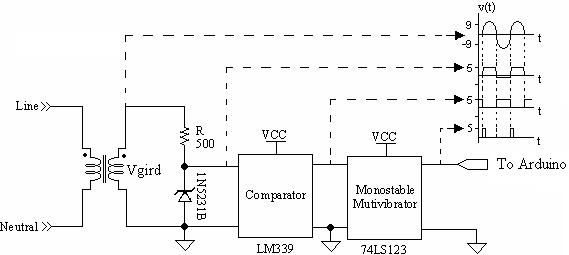 v(t)
9
-9
t
5
t
5
t
5
t
Line
Neutral
Vgird
R
500
1N5231B
VCC
Comparator
LM339
VCC
Monostable
Mutivibrator
74LS123
To Arduino